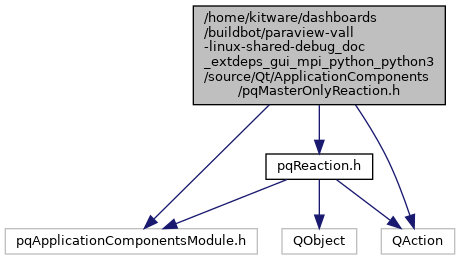 /home/kitware/dashboards
/buildbot/paraview-vall
-linux-shared-debug_doc
_extdeps_gui_mpi_python_python3
/source/Qt/ApplicationComponents
/pqMasterOnlyReaction.h
pqReaction.h
pqApplicationComponentsModule.h
QObject
QAction